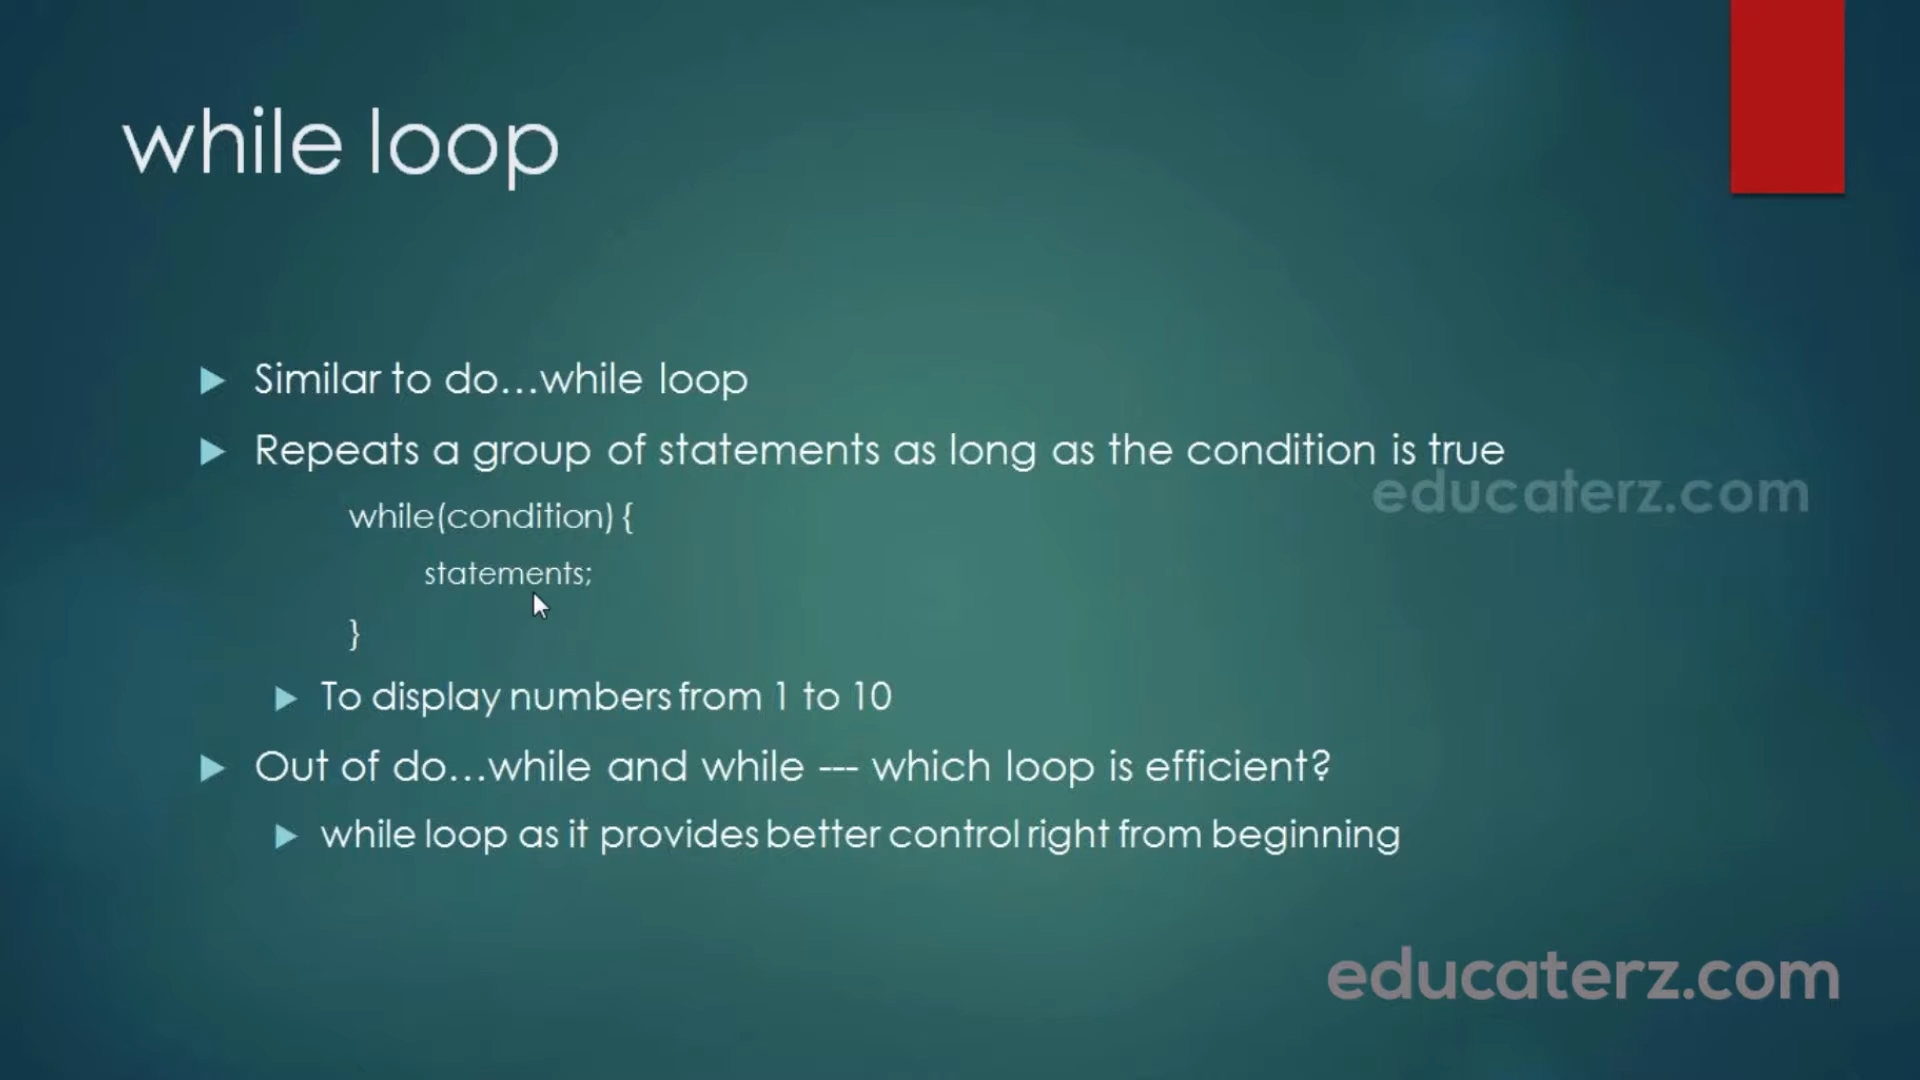 while loop
Similar to do...while loop
Repeats a group of statements as long as the condition is true
educaterz.com
while(condition) {
statements;
}
To display numbers from 1 to 10
Out of do...while and while --- which loop is efficient?
while loop as it provides better control right from beginning
educaterz.com